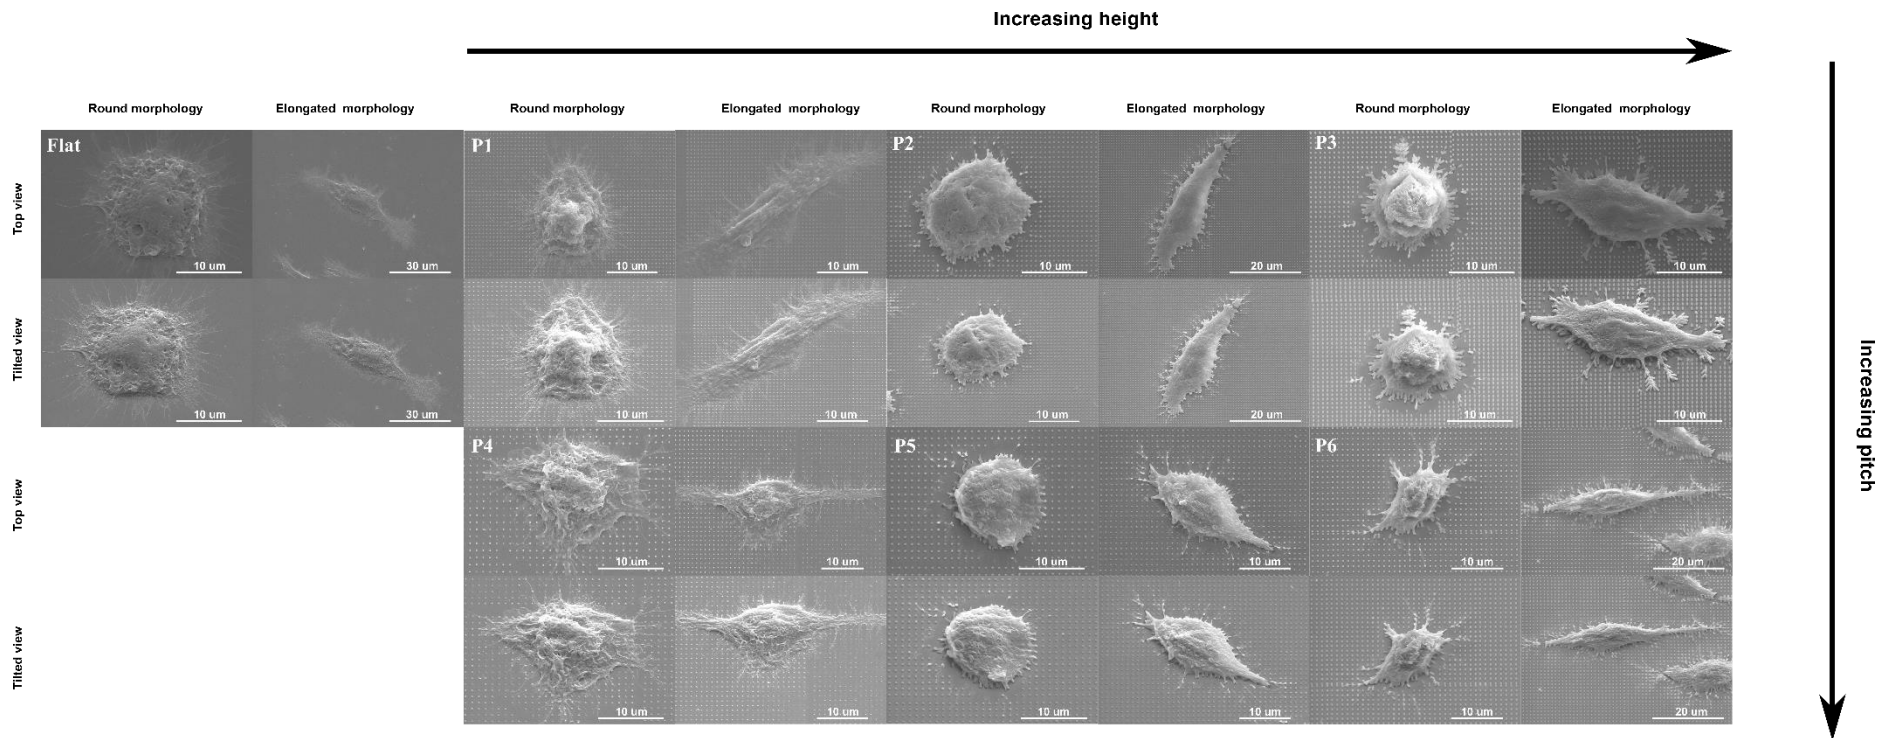 Increasing height
Round morphology Elongated morphology Round morphology Elongated morphology Round morphology Elongated morphology Round morphology Elongated morphology
Top view
Flat P1 P2 P3
10 um 30 um 10 um 10 um 10 um 20 um 10 um 10 um
Tilted view
10 um 30 um 10 um 10 um 10 um 20 um 10 um 10 um
Increasing pitch
Top view
P4 P5 P6
10 um 10 um 10 um 10 um 10 um 20 um
Tilted view
10 um 10 um 10 um 10 um 10 um 20 um